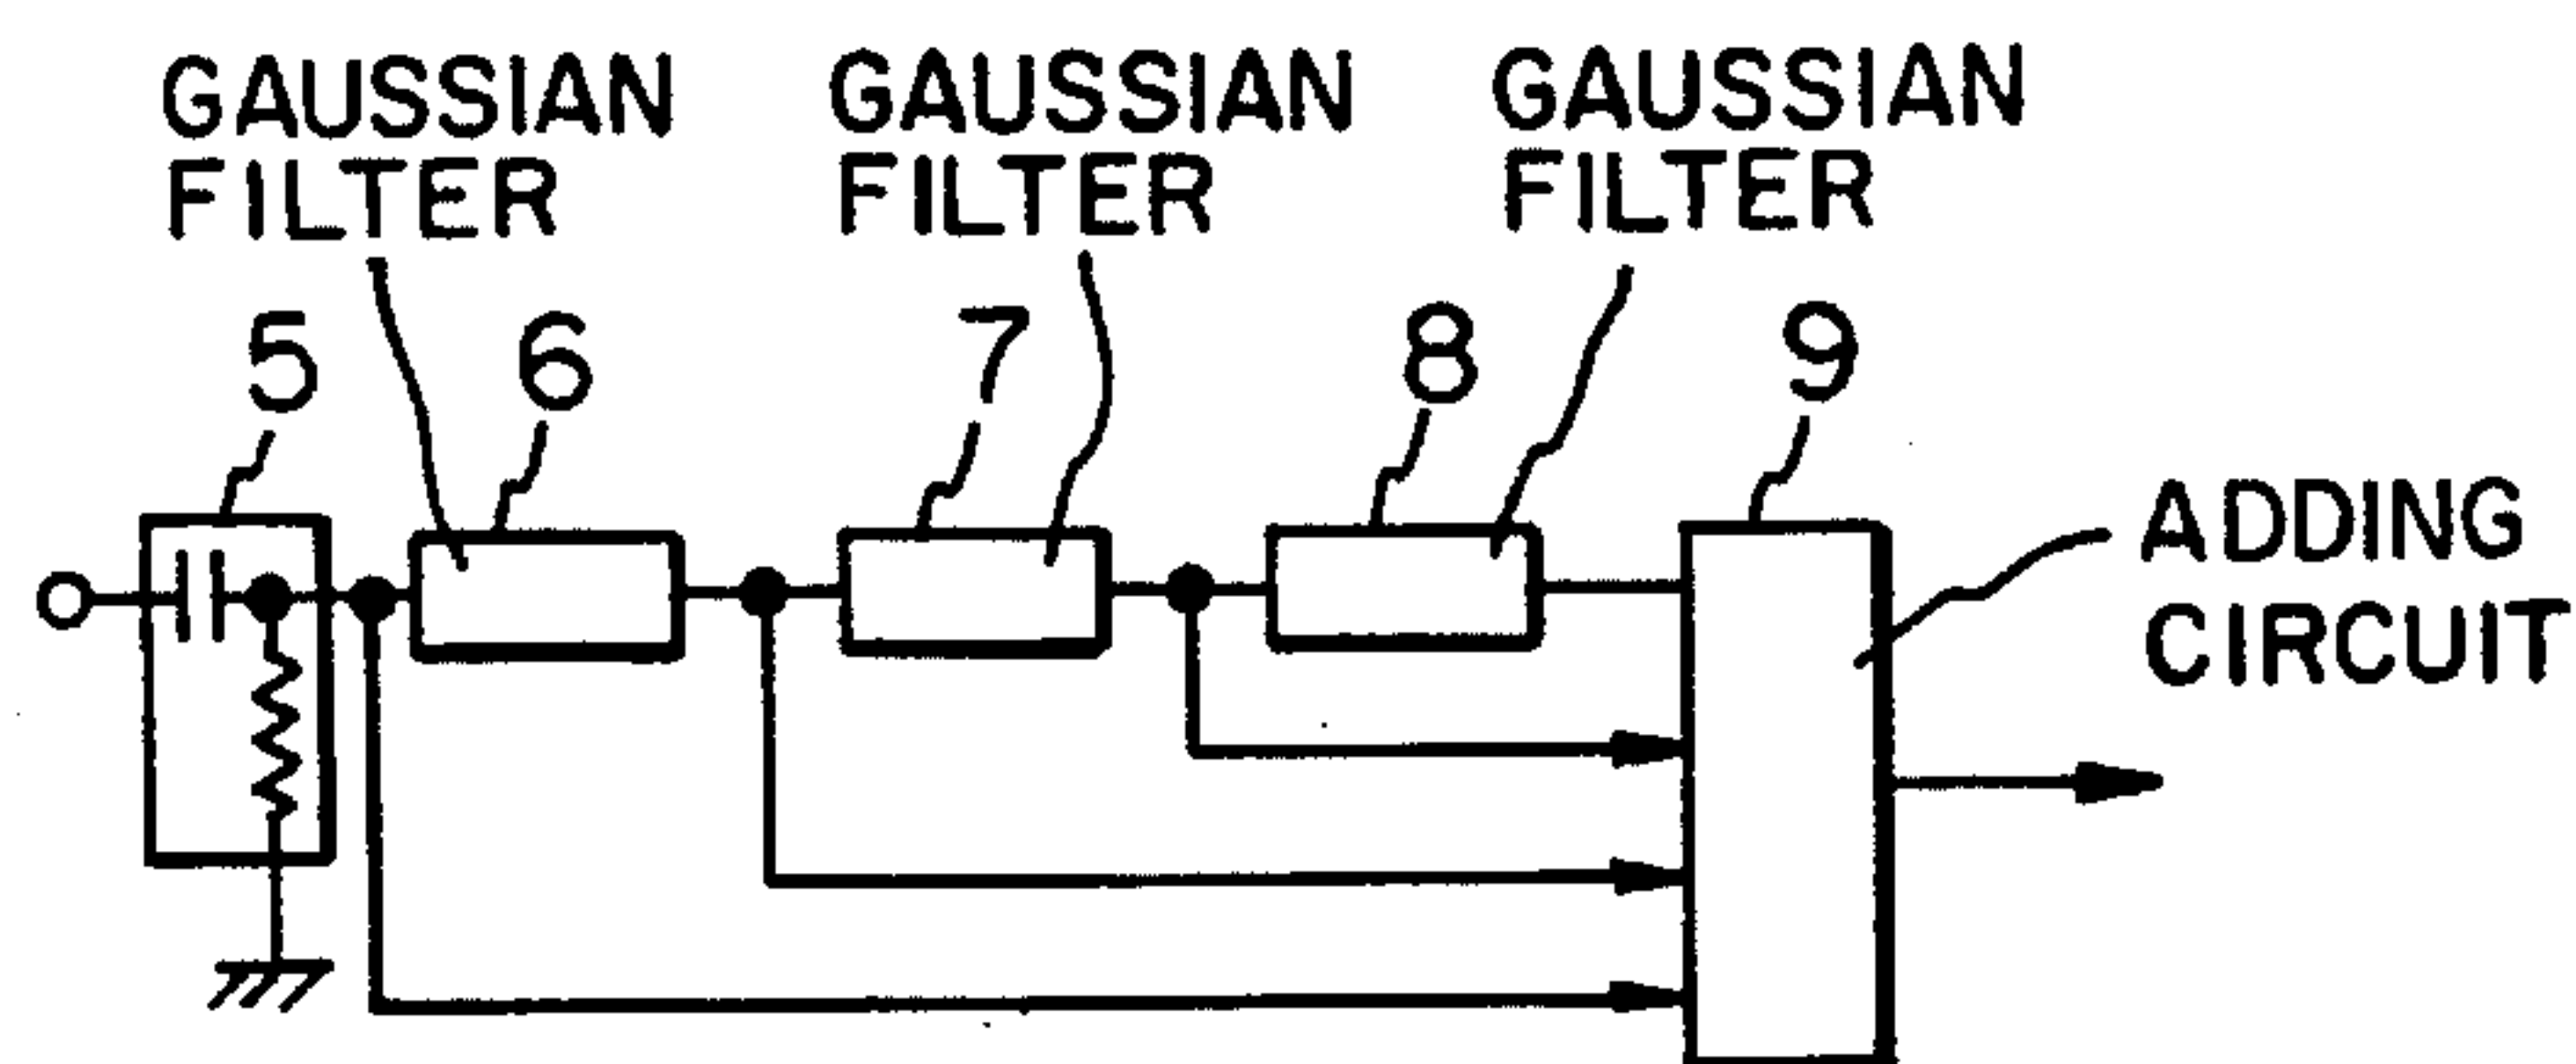 GAUSSIAN
FILTER
GAUSSIAN
FILTER
GAUSSIAN
FILTER
5
6
7
8
9
ADDING
CIRCUIT